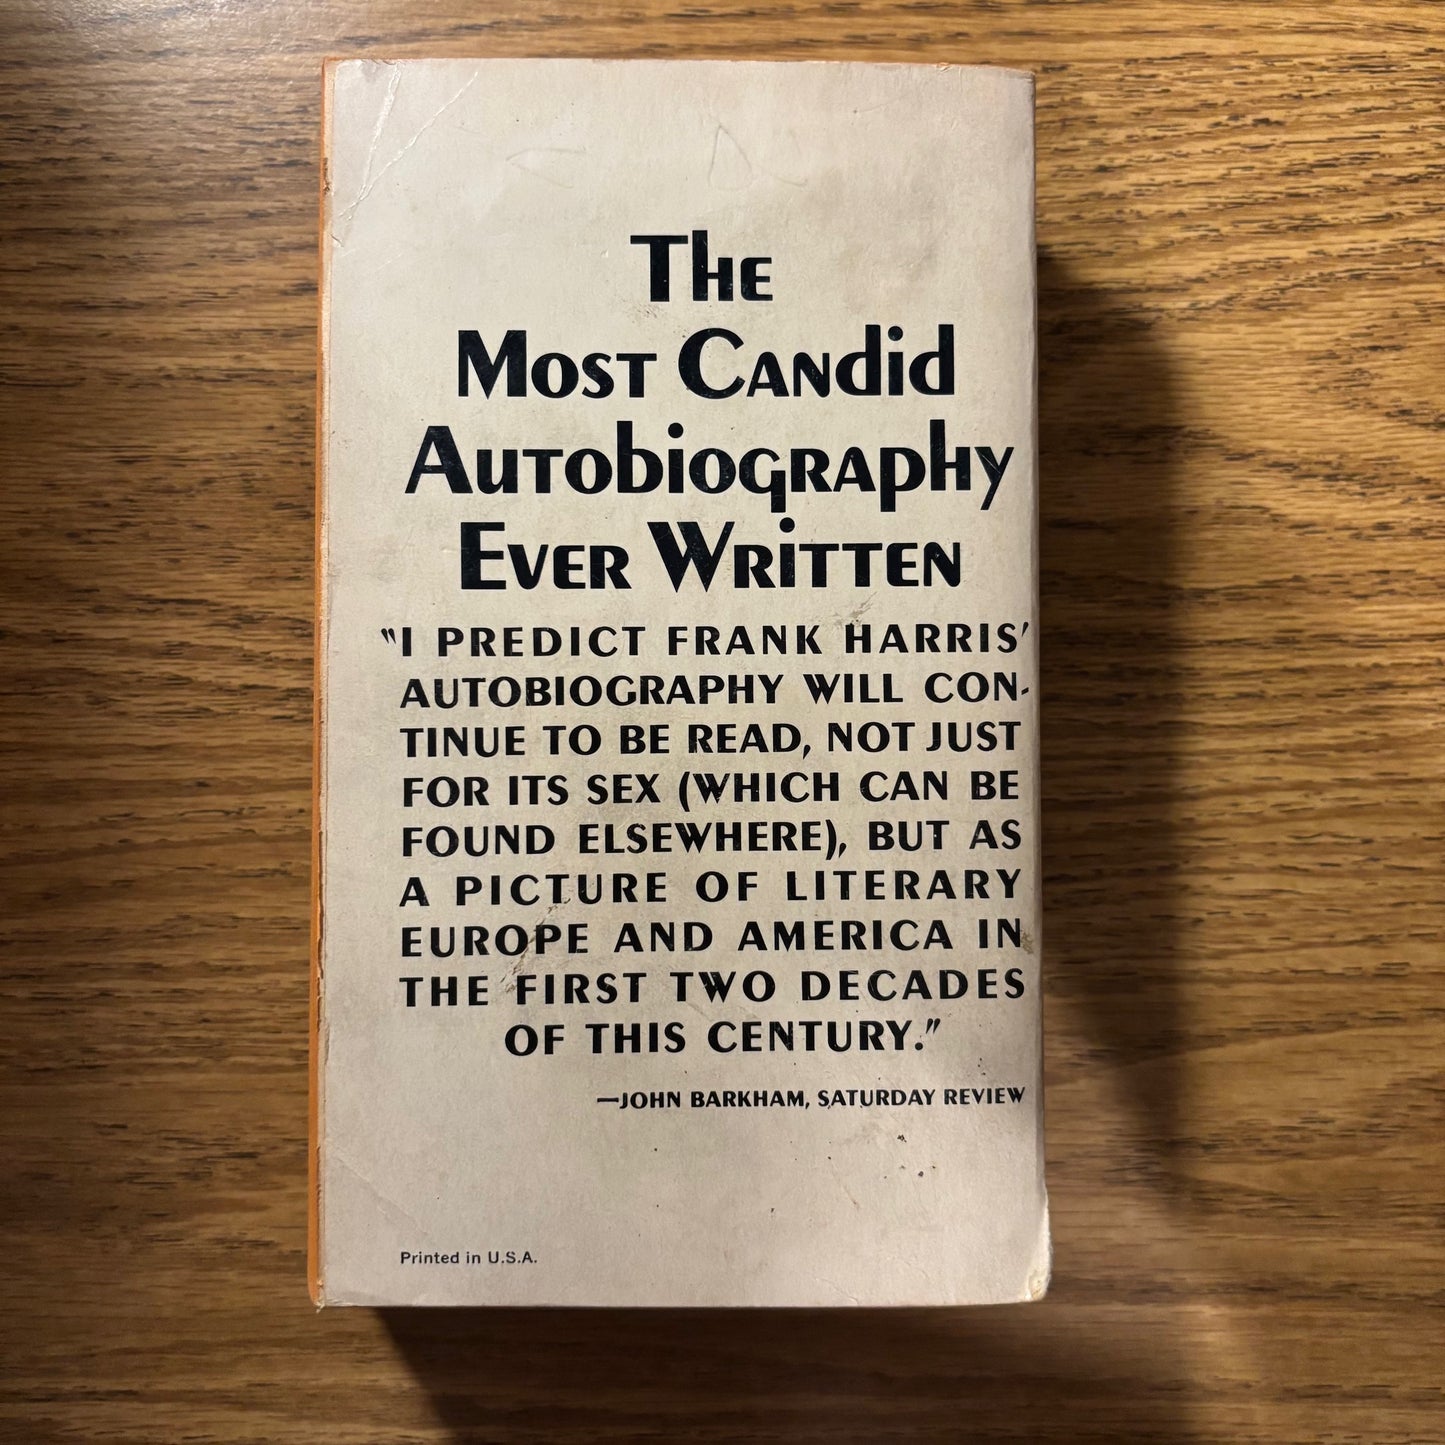 The
Most Candid
Autobiography
Ever Written
"I PREDICT FRANK HARRIS'
AUTOBIOGRAPHY WILL CON-
TINUE TO BE READ, NOT JUST
FOR ITS SEX (WHICH CAN BE
FOUND ELSEWHERE), BUT AS
A PICTURE OF LITERARY
EUROPE AND AMERICA IN
THE FIRST TWO DECADES
OF THIS CENTURY."
—JOHN BARKHAM, SATURDAY REVIEW
Printed in U.S.A.